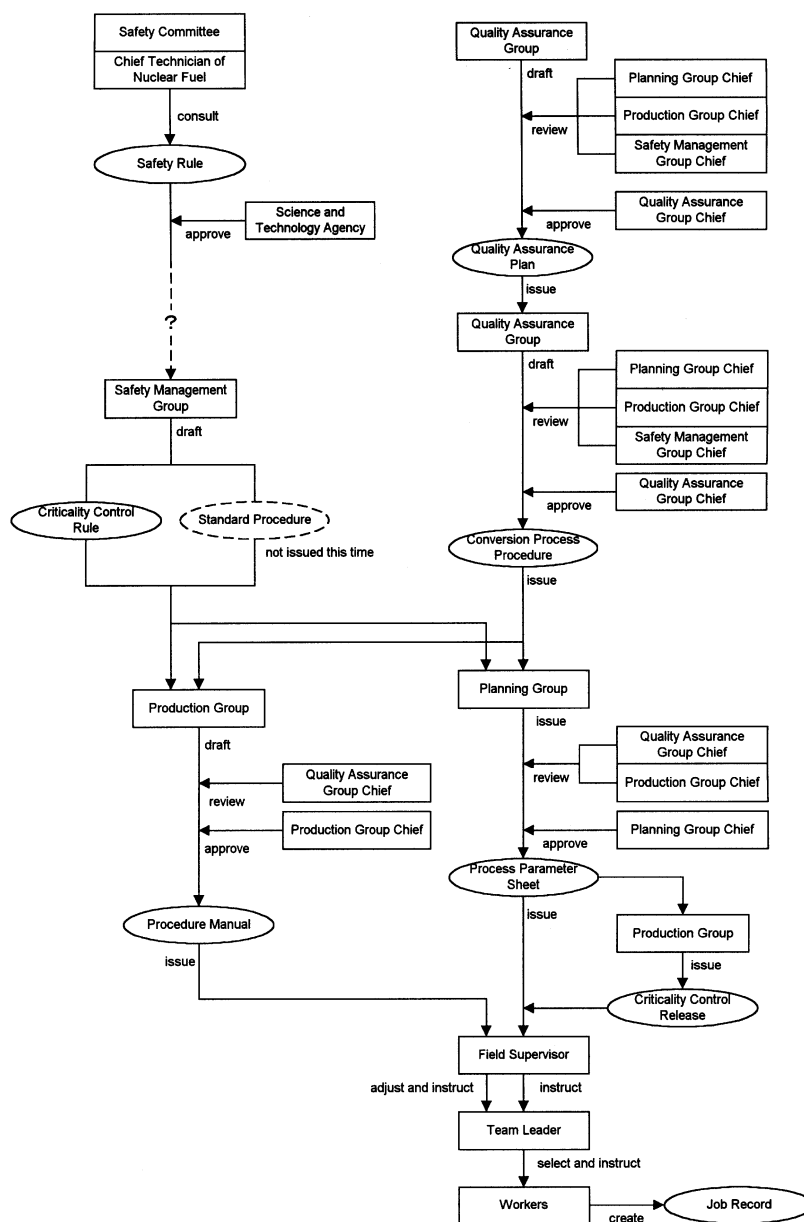 Safety Committee
Chief Technician of
Nuclear Fuel
consult
Safety Rule
Science and
Technology Agency
approve
?
Safety Management
Group
draft
Criticality Control
Rule
Standard Procedure
not issued this time
Quality Assurance
Group
draft
Planning Group Chief
Production Group Chief
Safety Management
Group Chief
review
Quality Assurance
Group Chief
approve
Quality Assurance
Plan
issue
Quality Assurance
Group
draft
Planning Group Chief
Production Group Chief
Safety Management
Group Chief
review
Quality Assurance
Group Chief
approve
Conversion Process
Procedure
issue
Production Group
draft
Quality Assurance
Group Chief
review
Production Group Chief
approve
Procedure Manual
issue
Planning Group
issue
Quality Assurance
Group Chief
Production Group Chief
review
Planning Group Chief
approve
Process Parameter
Sheet
issue
Production Group
issue
Criticality Control
Release
Field Supervisor
adjust and instruct
instruct
Team Leader
select and instruct
Workers
create
Job Record